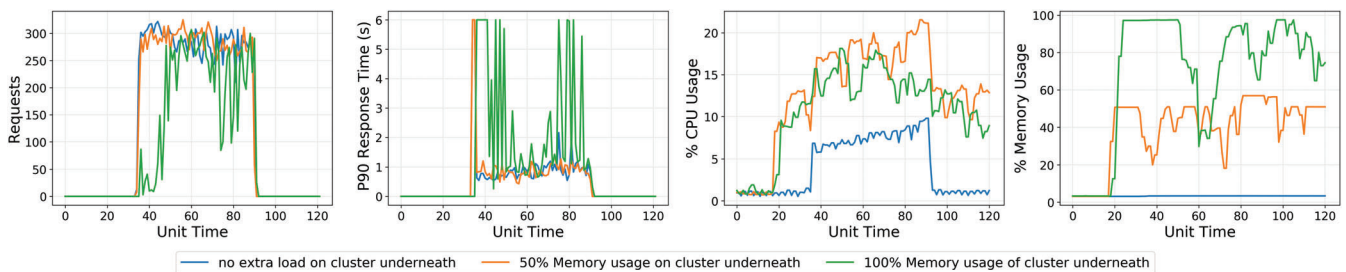 Requests
300
250
200
150
100
50
0
0 20 40 60 80 100 120
Unit Time
P90 Response Time (s)
6
5
4
3
2
1
0
0 20 40 60 80 100 120
Unit Time
% CPU Usage
20
15
10
5
0
0 20 40 60 80 100 120
Unit Time
% Memory Usage
100
80
60
40
20
0
0 20 40 60 80 100 120
Unit Time
no extra load on cluster underneath 50% Memory usage on cluster underneath 100% Memory usage of cluster underneath